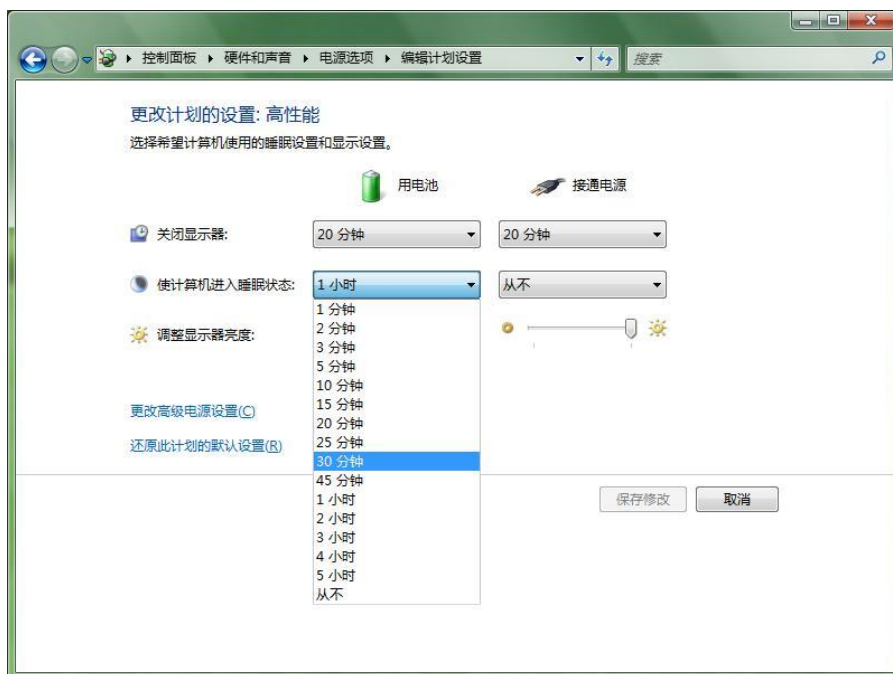 控制面板 硬件和声音 电源选项 编辑计划设置 搜索
更改计划的设置: 高性能
选择希望计算机使用的睡眠设置和显示设置。
用电池 接通电源
关闭显示器: 20 分钟 20 分钟
使计算机进入睡眠状态: 1 小时 从不
1 分钟
2 分钟
调整显示器亮度:
3 分钟
5 分钟
10 分钟
15 分钟
更改高级电源设置(C)
20 分钟
25 分钟
还原此计划的默认设置(R)
30 分钟
45 分钟
1 小时
保存修改 取消
2 小时
3 小时
4 小时
5 小时
从不